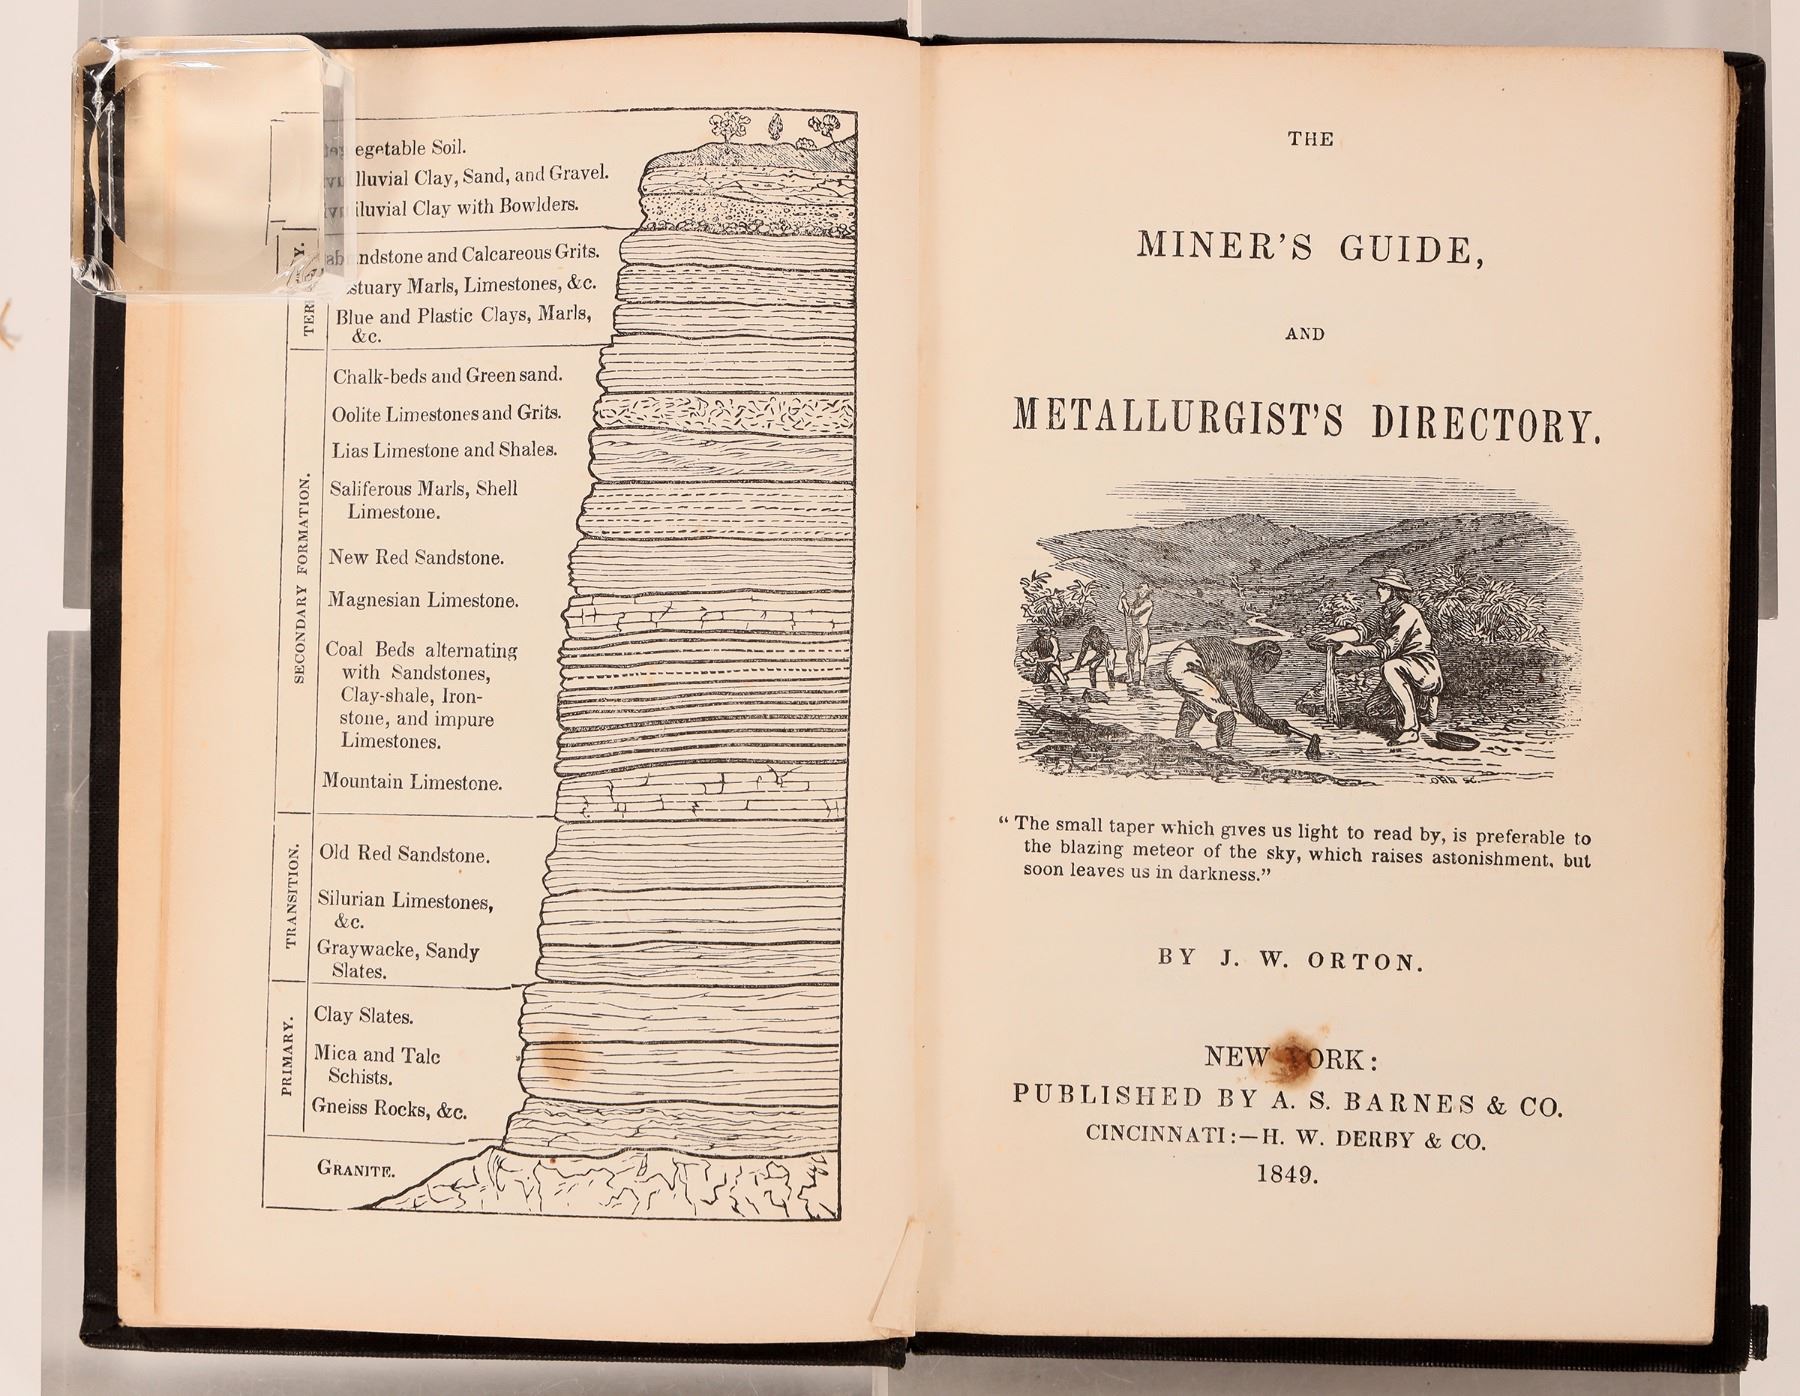 egetable Soil.
lluvial Clay, Sand, and Gravel.
iluvial Clay with Bowlders.
ndstone and Calcareous Grits.
stuary Marls, Limestones, &c.
Blue and Plastic Clays, Marls,
&c.
SECONDARY FORMATION.
Chalk-beds and Green sand.
Oolite Limestones and Grits.
Lias Limestone and Shales.
Saliferous Marls, Shell
Limestone.
New Red Sandstone.
Magnesian Limestone.
Coal Beds alternating
with Sandstones,
Clay-shale, Iron-
stone, and impure
Limestones.
Mountain Limestone.
TRANSITION.
Old Red Sandstone.
Silurian Limestones,
&c.
Graywacke, Sandy
Slates.
PRIMARY.
Clay Slates.
Mica and Talc
Schists.
Gneiss Rocks, &c.
GRANITE.
THE
MINER'S GUIDE,
AND
METALLURGIST'S DIRECTORY.
ORR SC.
"The small taper which gives us light to read by, is preferable to
the blazing meteor of the sky, which raises astonishment, but
soon leaves us in darkness."
BY J. W. ORTON.
NEW YORK:
PUBLISHED BY A. S. BARNES & CO.
CINCINNATI:—H. W. DERBY & CO.
1849.